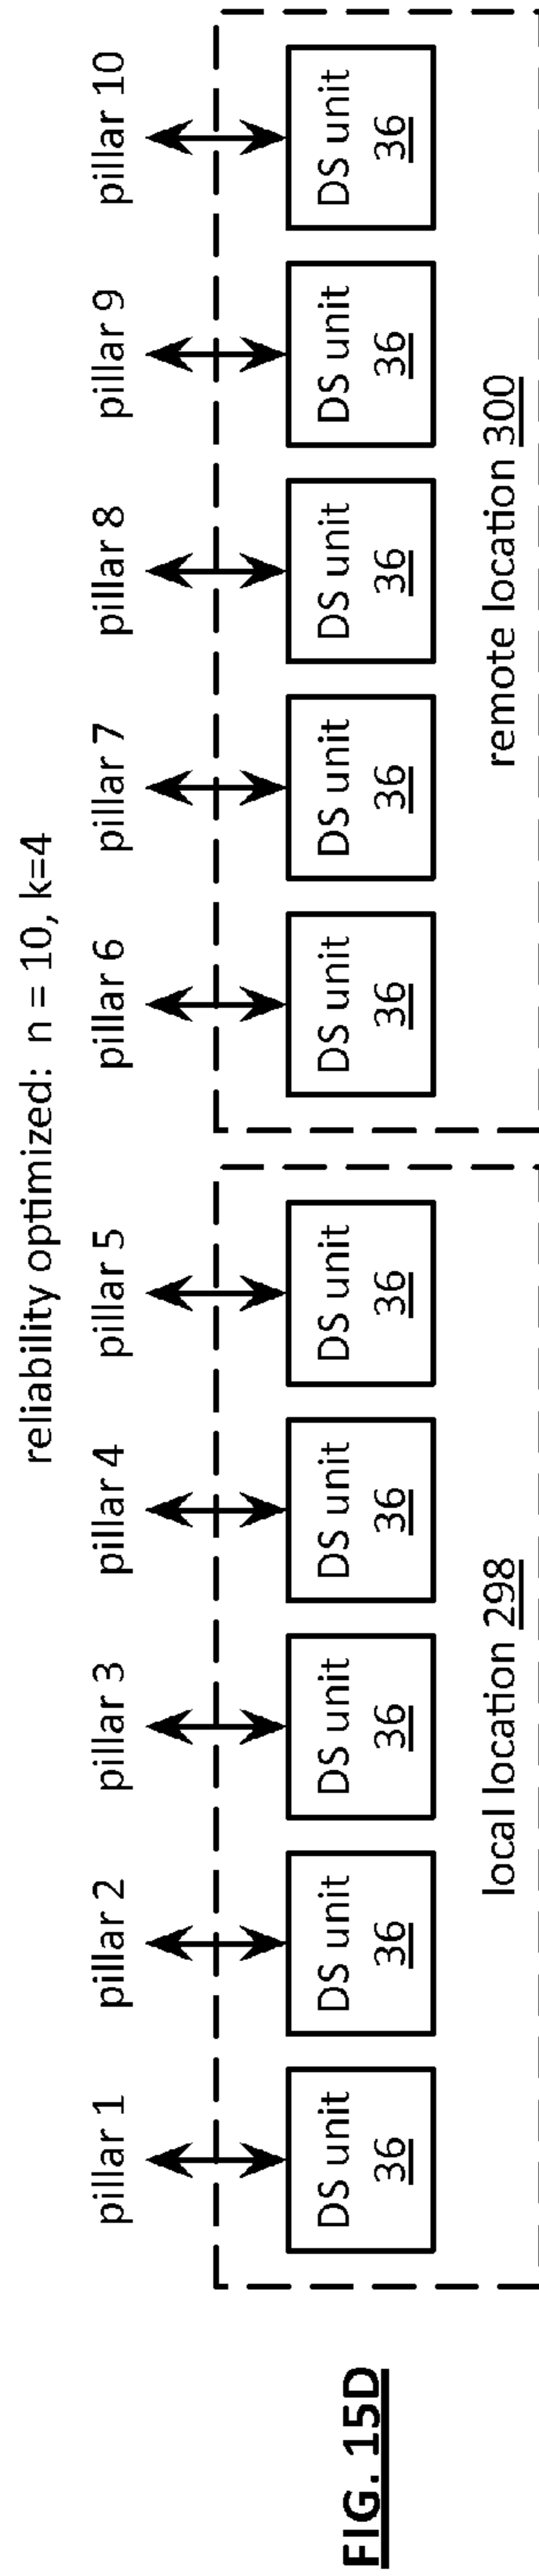 reliability optimized: n = 10, k=4
pillar 1 pillar 2 pillar 3 pillar 4 pillar 5 pillar 6 pillar 7 pillar 8 pillar 9 pillar 10
DS unit DS unit DS unit DS unit DS unit DS unit DS unit DS unit DS unit DS unit
36 36 36 36 36 36 36 36 36 36
local location 298 remote location 300
FIG. 15D